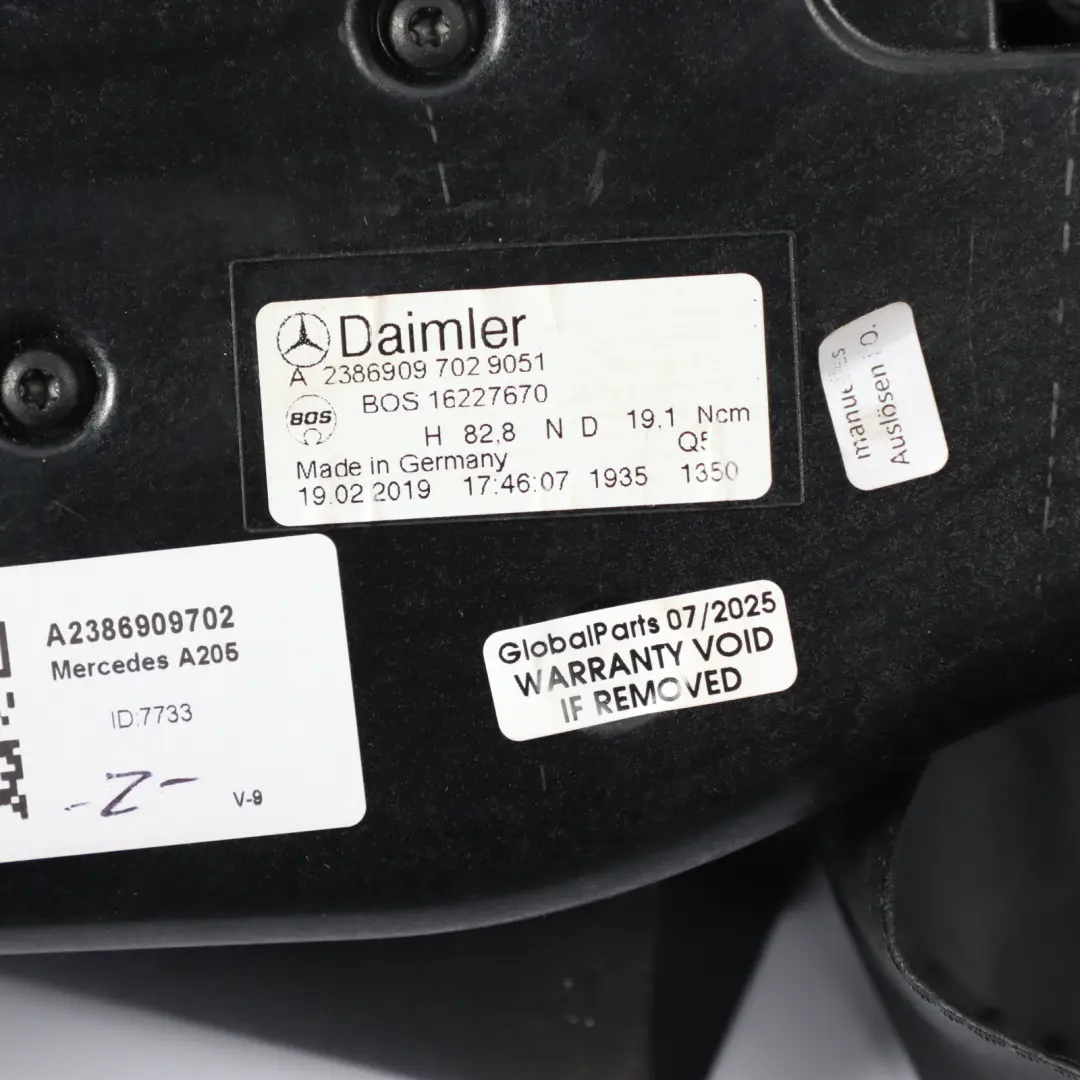 Daimler
A 2386909 702 9051
BOS
BOS 16227670
H 82,8 N D 19,1 Ncm
Made in Germany
19.02 2019 17:46:07 1935 1350
Auslösen
A2386909702
Mercedes A205
ID:7733
-Z-
V-9
GlobalParts 07/2025
WARRANTY VOID
IF REMOVED